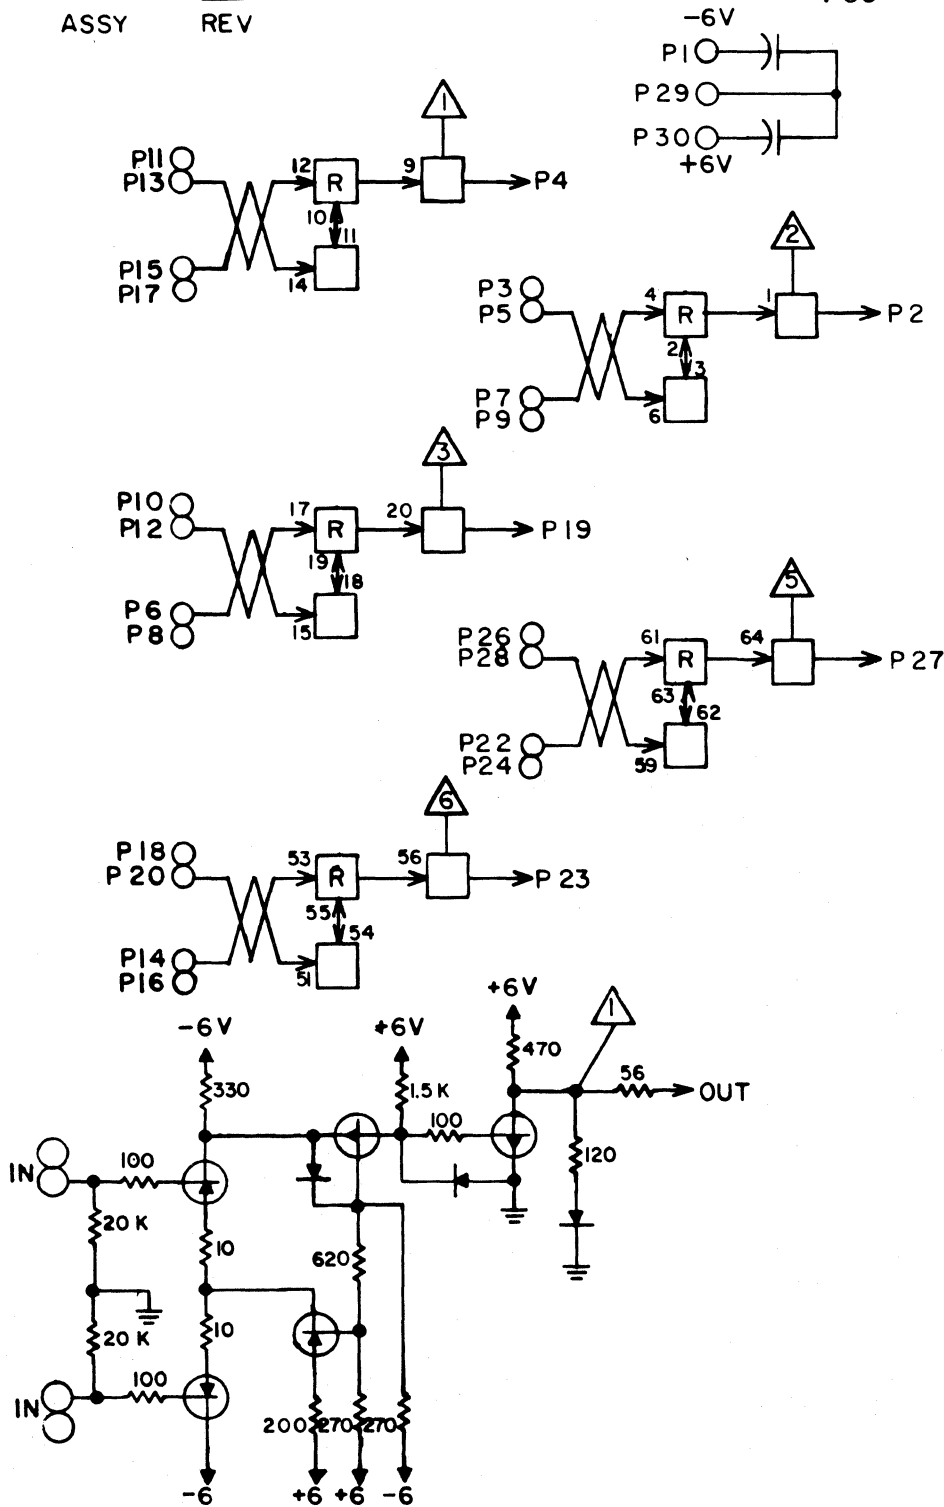 ASSY REV
-6V
P1
P29
P30
+6V
1
P11
P13
12 R 9 P4
10
11
P15
P17
14
2
P3
P5
4 R 1 P2
2
3
P7
P9
6
3
P10
P12
17 R 20 P19
19
18
P6
P8
15
5
P26
P28
61 R 64 P27
63
62
P22
P24
59
6
P18
P20
53 R 56 P23
55
54
P14
P16
51
-6V +6V +6V 1
330 1.5K 470
100 56 OUT
IN 100 120
20K
10 620
20K 10
IN 100
200 270 270
-6 +6 +6 -6